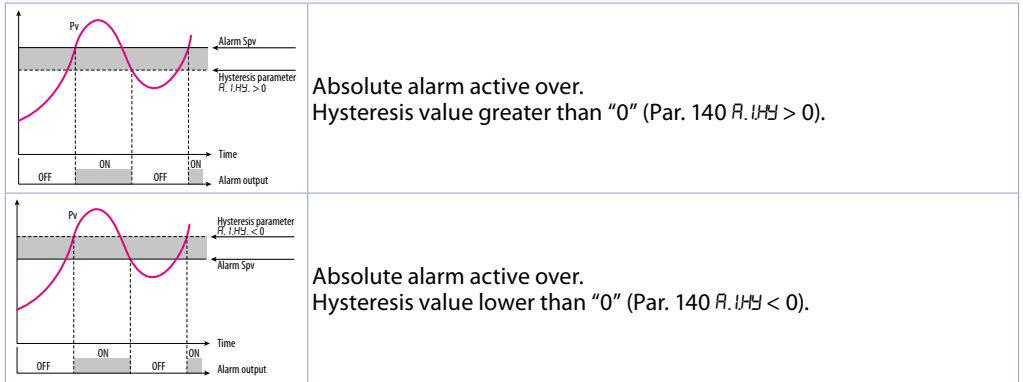 Pv
Alarm Spv
Hysteresis parameter
A.1.HY. > 0
Time
ON
ON
OFF
OFF
Alarm output
Absolute alarm active over.
Hysteresis value greater than “0” (Par. 140 A.1.HY > 0).
Pv
Hysteresis parameter
A.1.HY. < 0
Alarm Spv
Time
ON
ON
OFF
OFF
Alarm output
Absolute alarm active over.
Hysteresis value lower than “0” (Par. 140 A.1.HY < 0).